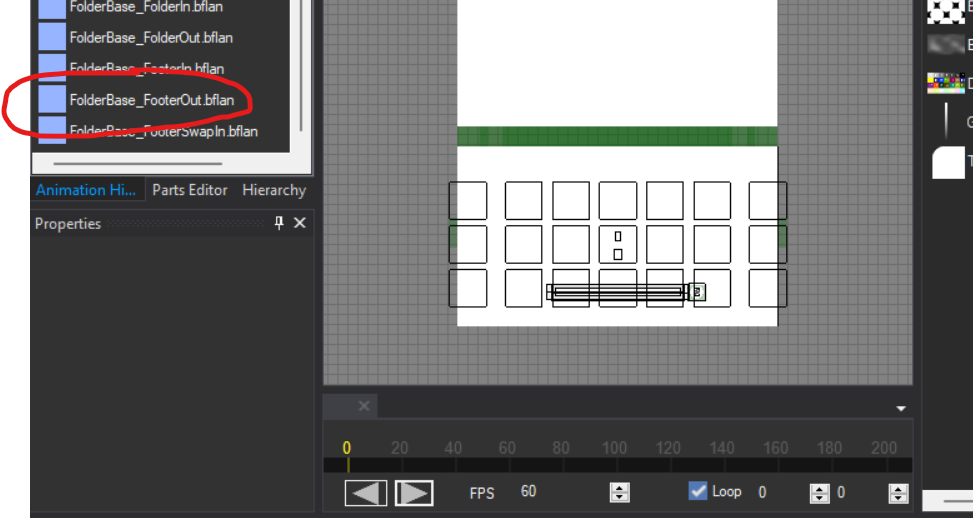 FolderBase_FolderIn.bflan
FolderBase_FolderOut.bflan
FolderBase_FooterIn.bflan
FolderBase_FooterOut.bflan
FolderBase_FooterSwapIn.bflan
Animation Hi... Parts Editor Hierarchy
Properties
0 20 40 60 80 100 120 140 160 180 200
FPS 60 Loop 0 0